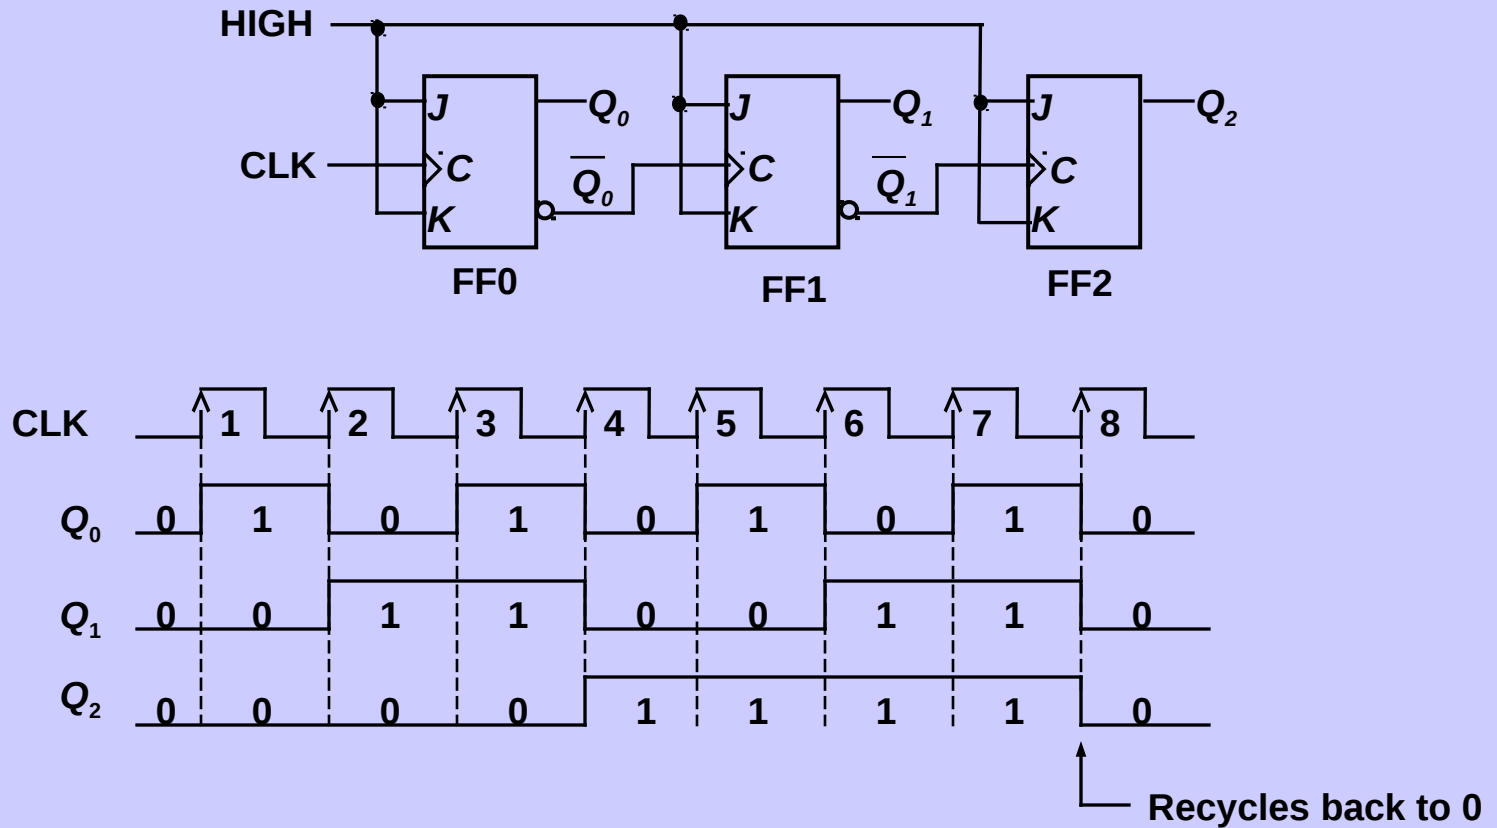 HIGH
J Q0 J Q1 J Q2
CLK C Q̅0 C Q̅1 C
K K K
FF0 FF1 FF2
CLK 1 2 3 4 5 6 7 8
Q0 0 1 0 1 0 1 0 1 0
Q1 0 0 1 1 0 0 1 1 0
Q2 0 0 0 0 1 1 1 1 0
Recycles back to 0